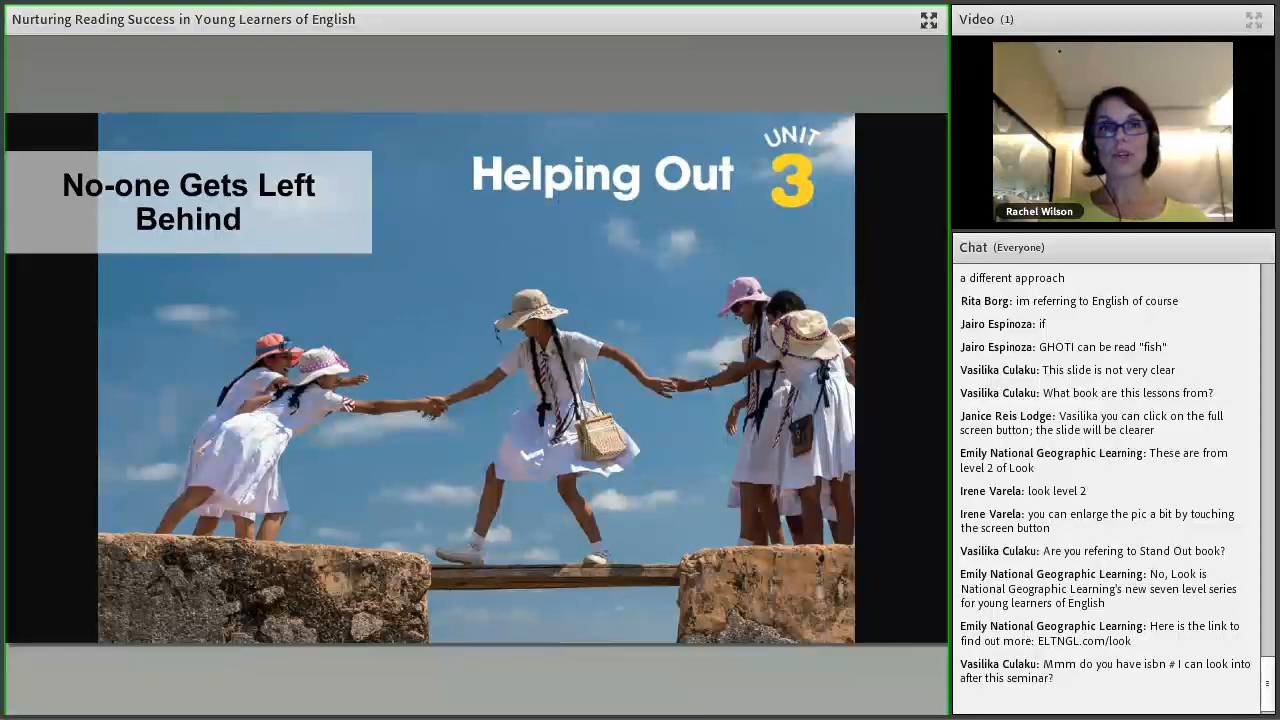 Nurturing Reading Success in Young Learners of English
No-one Gets Left
Behind
Helping Out
UNIT
3
Video (1)
Rachel Wilson
Chat (Everyone)
a different approach
Rita Borg: im referring to English of course
Jairo Espinoza: if
Jairo Espinoza: GHOTI can be read "fish"
Vasilika Culaku: This slide is not very clear
Vasilika Culaku: What book are this lessons from?
Janice Reis Lodge: Vasilika you can click on the full
screen button; the slide will be clearer
Emily National Geographic Learning: These are from
level 2 of Look
Irene Varela: look level 2
Irene Varela: you can enlarge the pic a bit by touching
the screen button
Vasilika Culaku: Are you refering to Stand Out book?
Emily National Geographic Learning: No, Look is
National Geographic Learning's new seven level series
for young learners of English
Emily National Geographic Learning: Here is the link to
find out more: ELTNGL.com/look
Vasilika Culaku: Mmm do you have isbn # I can look into
after this seminar?